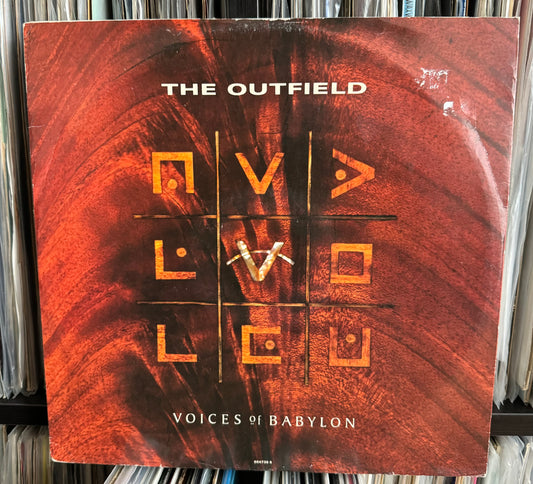 THE OUTFIELD
VOICES of BABYLON